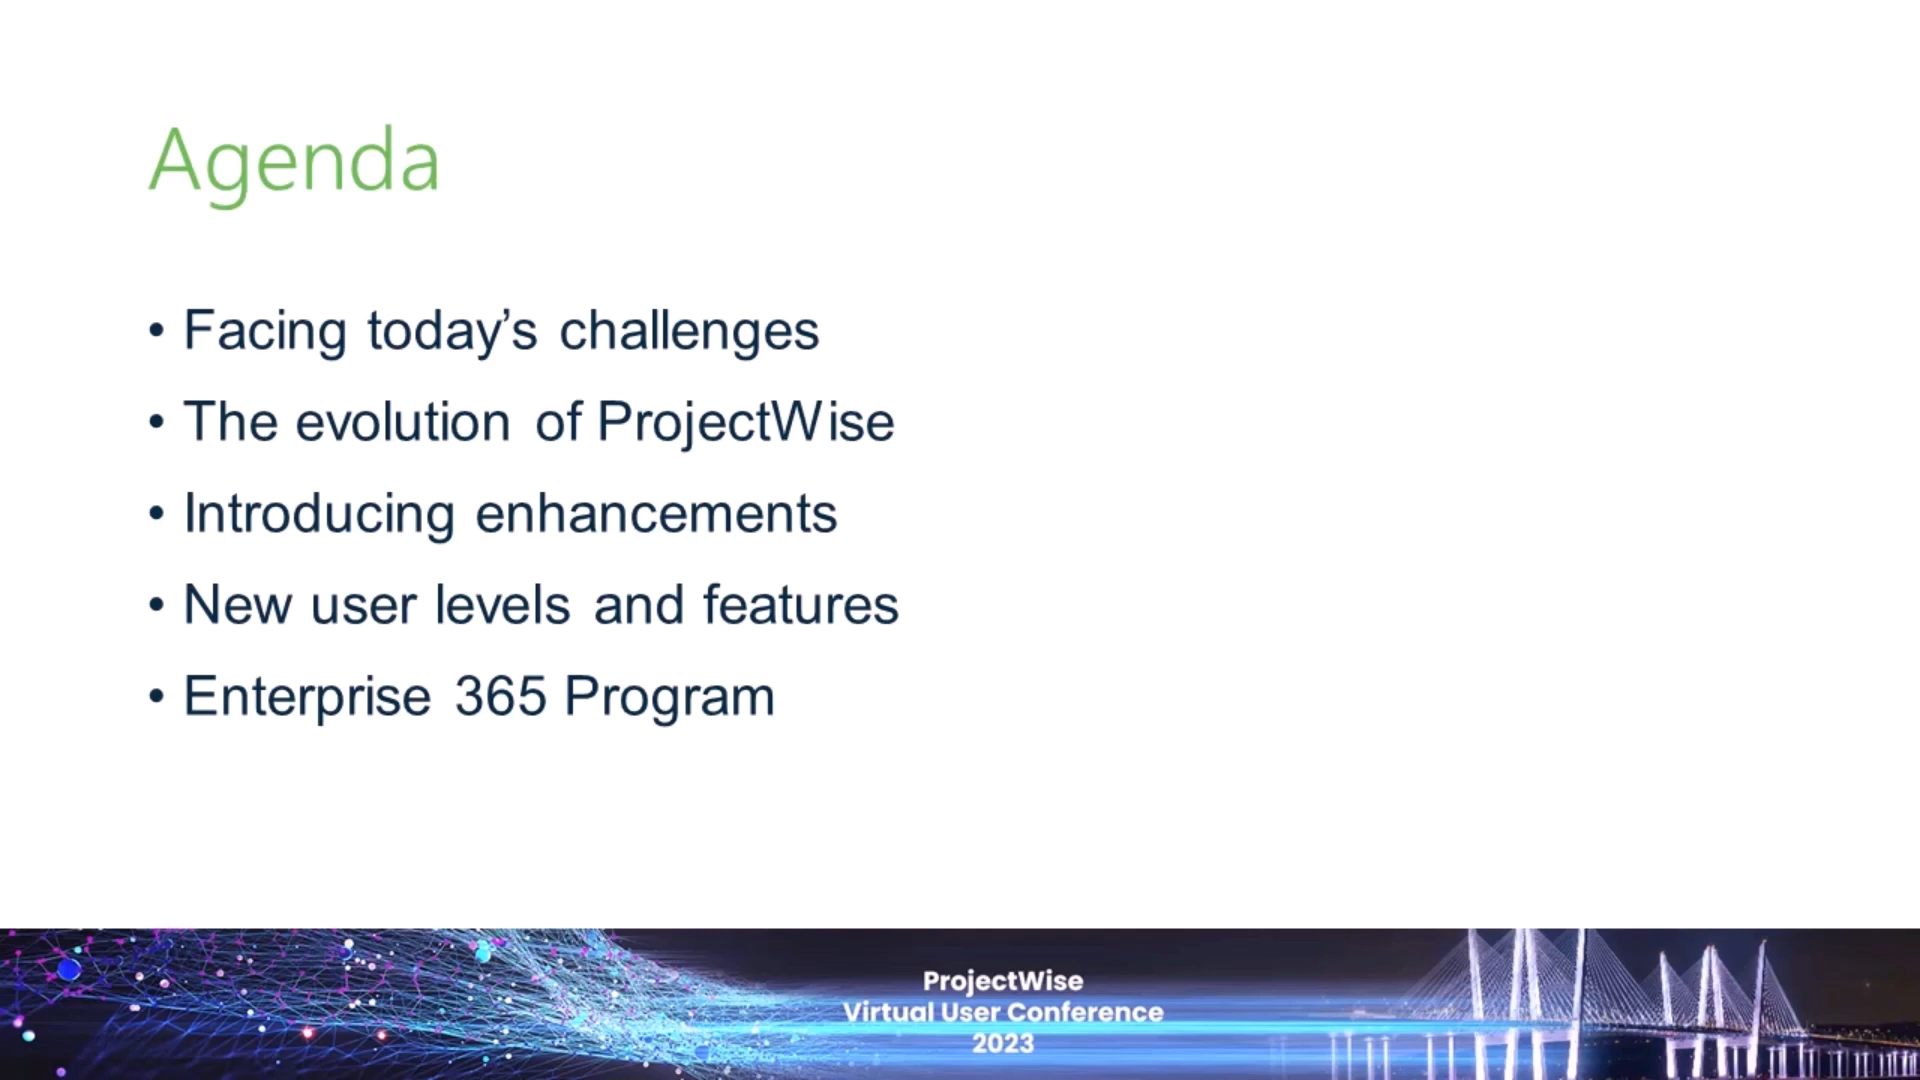 Agenda
• Facing today’s challenges
• The evolution of ProjectWise
• Introducing enhancements
• New user levels and features
• Enterprise 365 Program
ProjectWise
Virtual User Conference
2023